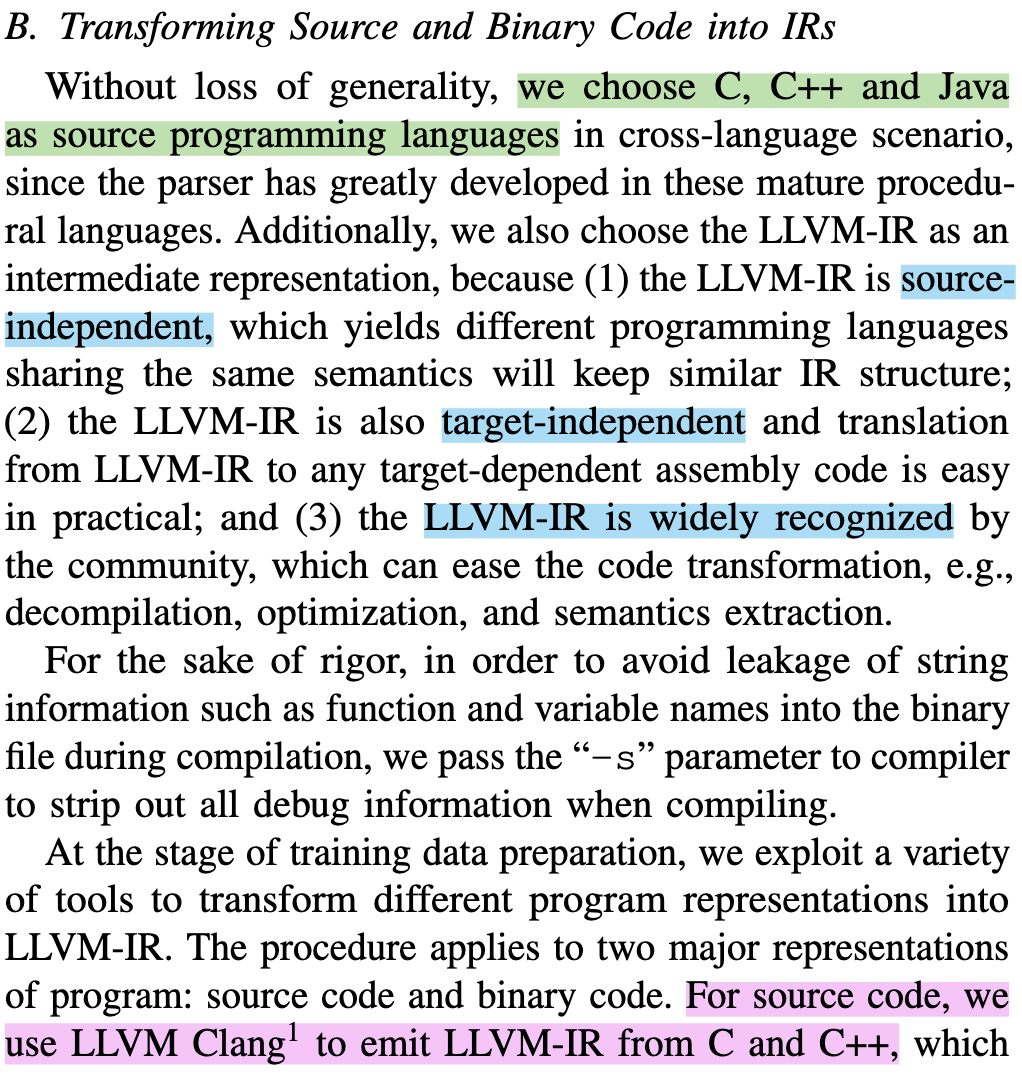 B. Transforming Source and Binary Code into IRs
Without loss of generality, we choose C, C++ and Java
as source programming languages in cross-language scenario,
since the parser has greatly developed in these mature procedu-
ral languages. Additionally, we also choose the LLVM-IR as an
intermediate representation, because (1) the LLVM-IR is source-
independent, which yields different programming languages
sharing the same semantics will keep similar IR structure;
(2) the LLVM-IR is also target-independent and translation
from LLVM-IR to any target-dependent assembly code is easy
in practical; and (3) the LLVM-IR is widely recognized by
the community, which can ease the code transformation, e.g.,
decompilation, optimization, and semantics extraction.
For the sake of rigor, in order to avoid leakage of string
information such as function and variable names into the binary
file during compilation, we pass the “-s” parameter to compiler
to strip out all debug information when compiling.
At the stage of training data preparation, we exploit a variety
of tools to transform different program representations into
LLVM-IR. The procedure applies to two major representations
of program: source code and binary code. For source code, we
use LLVM Clang¹ to emit LLVM-IR from C and C++, which